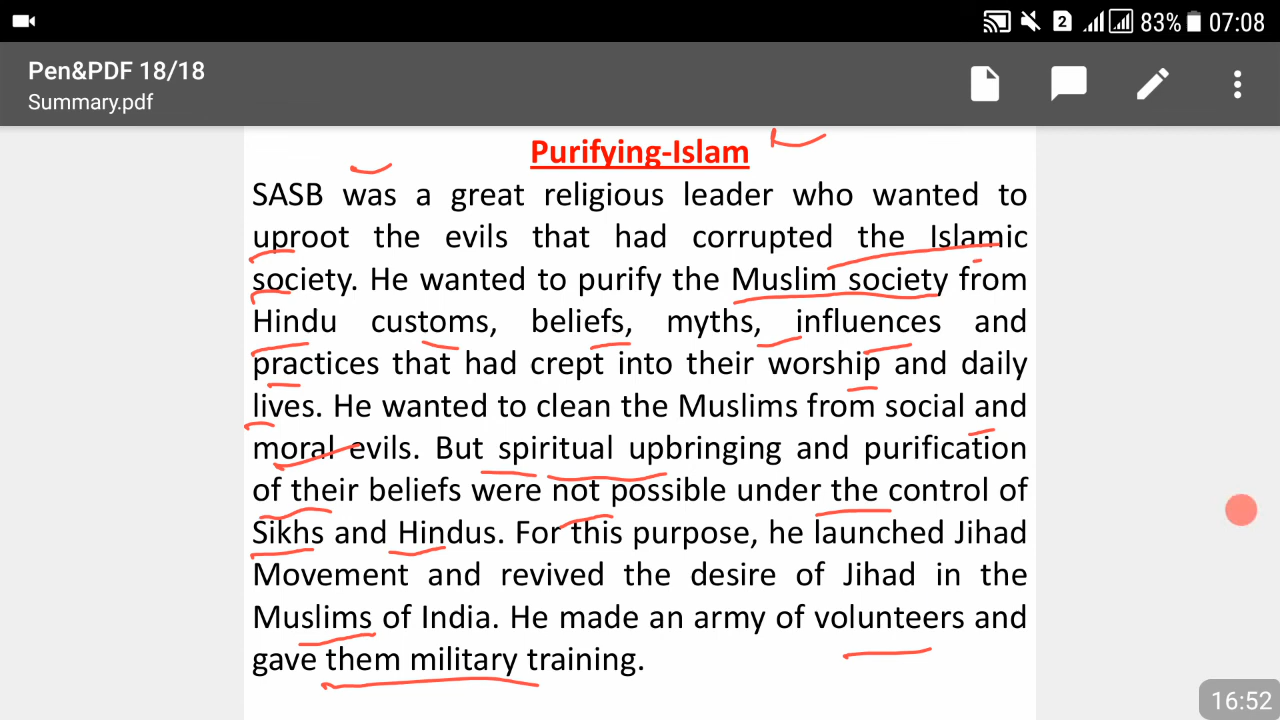 2 83% 07:08
Pen&PDF 18/18
Summary.pdf
Purifying-Islam
SASB was a great religious leader who wanted to
uproot the evils that had corrupted the Islamic
society. He wanted to purify the Muslim society from
Hindu customs, beliefs, myths, influences and
practices that had crept into their worship and daily
lives. He wanted to clean the Muslims from social and
moral evils. But spiritual upbringing and purification
of their beliefs were not possible under the control of
Sikhs and Hindus. For this purpose, he launched Jihad
Movement and revived the desire of Jihad in the
Muslims of India. He made an army of volunteers and
gave them military training.
16:52